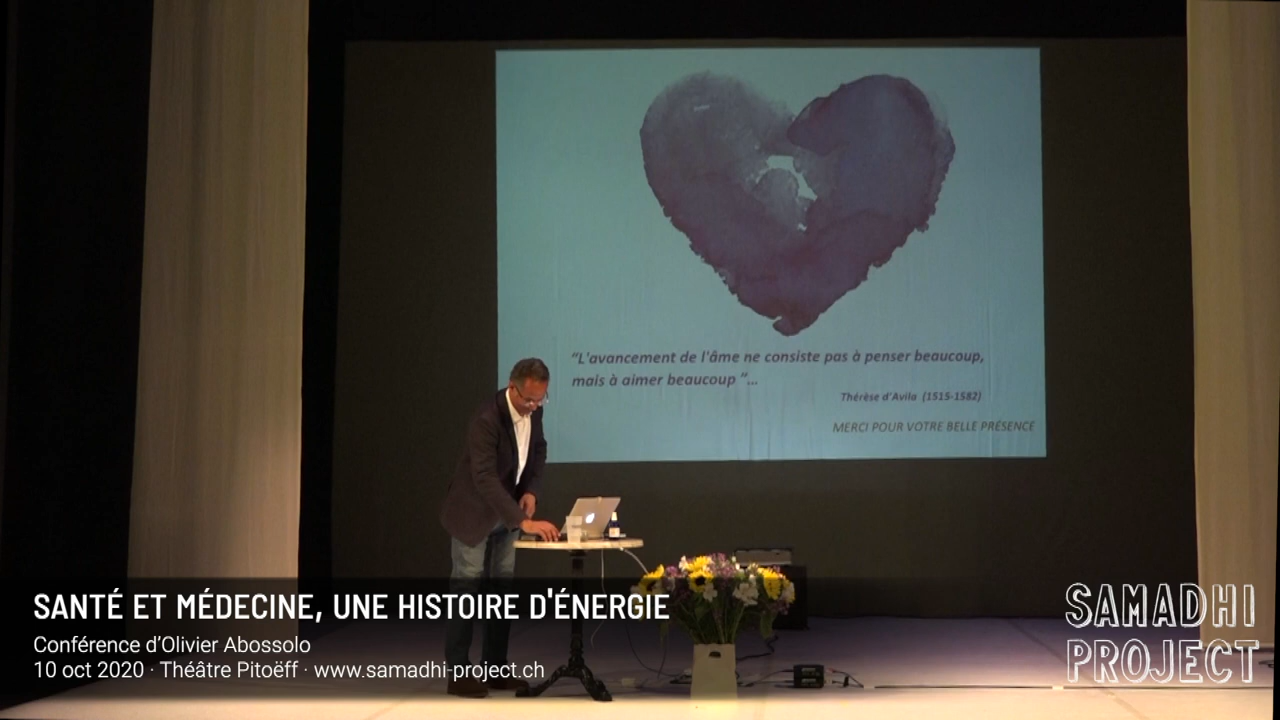 “L'avancement de l'âme ne consiste pas à penser beaucoup,
mais à aimer beaucoup ”...
Thérèse d'Avila (1515-1582)
MERCI POUR VOTRE BELLE PRÉSENCE
SANTÉ ET MÉDECINE, UNE HISTOIRE D'ÉNERGIE
Conférence d’Olivier Abossolo
10 oct 2020 · Théâtre Pitoëff · www.samadhi-project.ch
SAMADHI
PROJECT